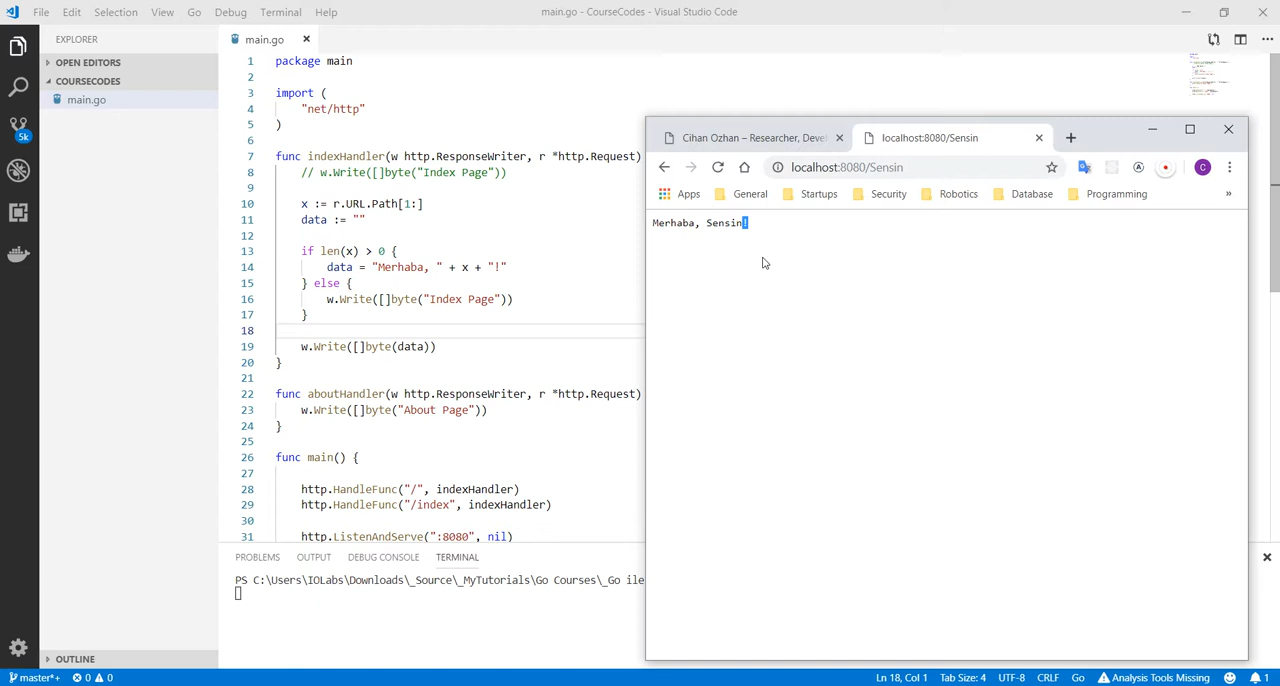 File Edit Selection View Go Debug Terminal Help
main.go - CourseCodes - Visual Studio Code
EXPLORER
OPEN EDITORS
COURSECODES
main.go
5k
OUTLINE
main.go
1 package main
2
3 import (
4 "net/http"
5 )
6
7 func indexHandler(w http.ResponseWriter, r *http.Request)
8 // w.Write([]byte("Index Page"))
9
10 x := r.URL.Path[1:]
11 data := ""
12
13 if len(x) > 0 {
14 data = "Merhaba, " + x + "!"
15 } else {
16 w.Write([]byte("Index Page"))
17 }
18
19 w.Write([]byte(data))
20 }
21
22 func aboutHandler(w http.ResponseWriter, r *http.Request)
23 w.Write([]byte("About Page"))
24 }
25
26 func main() {
27
28 http.HandleFunc("/", indexHandler)
29 http.HandleFunc("/index", indexHandler)
30
31 http.ListenAndServe(":8080", nil)
PROBLEMS OUTPUT DEBUG CONSOLE TERMINAL
PS C:\Users\IOLabs\Downloads\_Source\_MyTutorials\Go Courses\_Go ile
Cihan Ozhan – Researcher, Devel
localhost:8080/Sensin
localhost:8080/Sensin
C
Apps General Startups Security Robotics Database Programming »
Merhaba, Sensin!
master*+ 0 0
Ln 18, Col 1 Tab Size: 4 UTF-8 CRLF Go Analysis Tools Missing 1